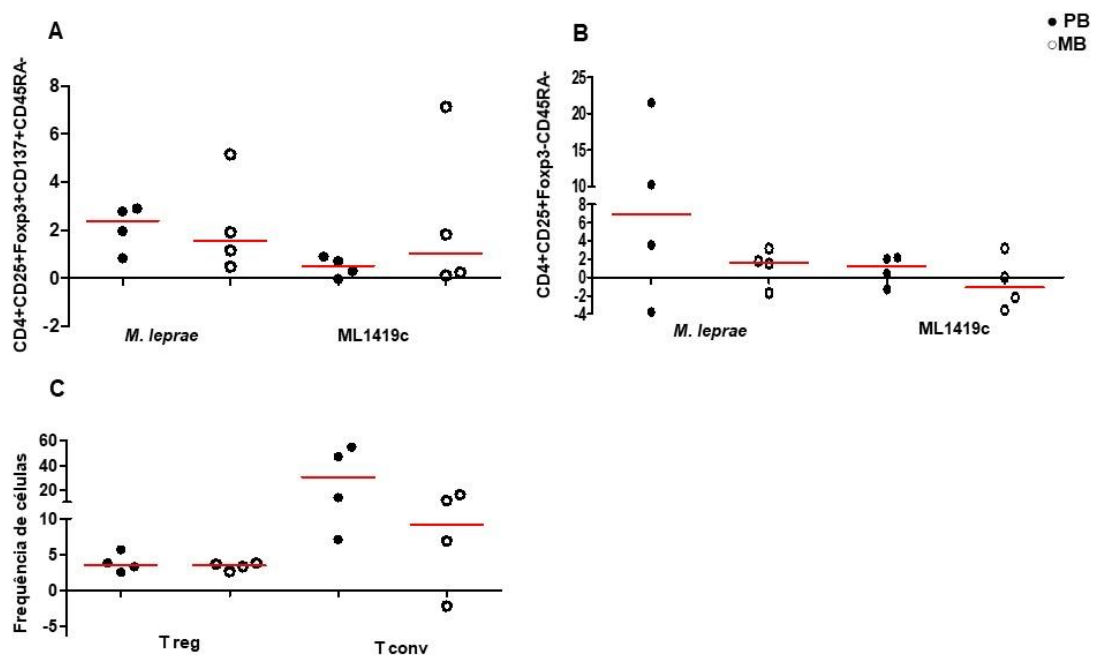 A
CD4+CD25+Foxp3+CD137+CD45RA-
8
6
4
2
0
-2
M. leprae
ML1419c
B
● PB
○MB
CD4+CD25+Foxp3-CD45RA-
25
20
15
10
8
6
4
2
0
-2
-4
M. leprae
ML1419c
C
Frequência de células
60
40
20
10
5
0
-5
T reg
T conv